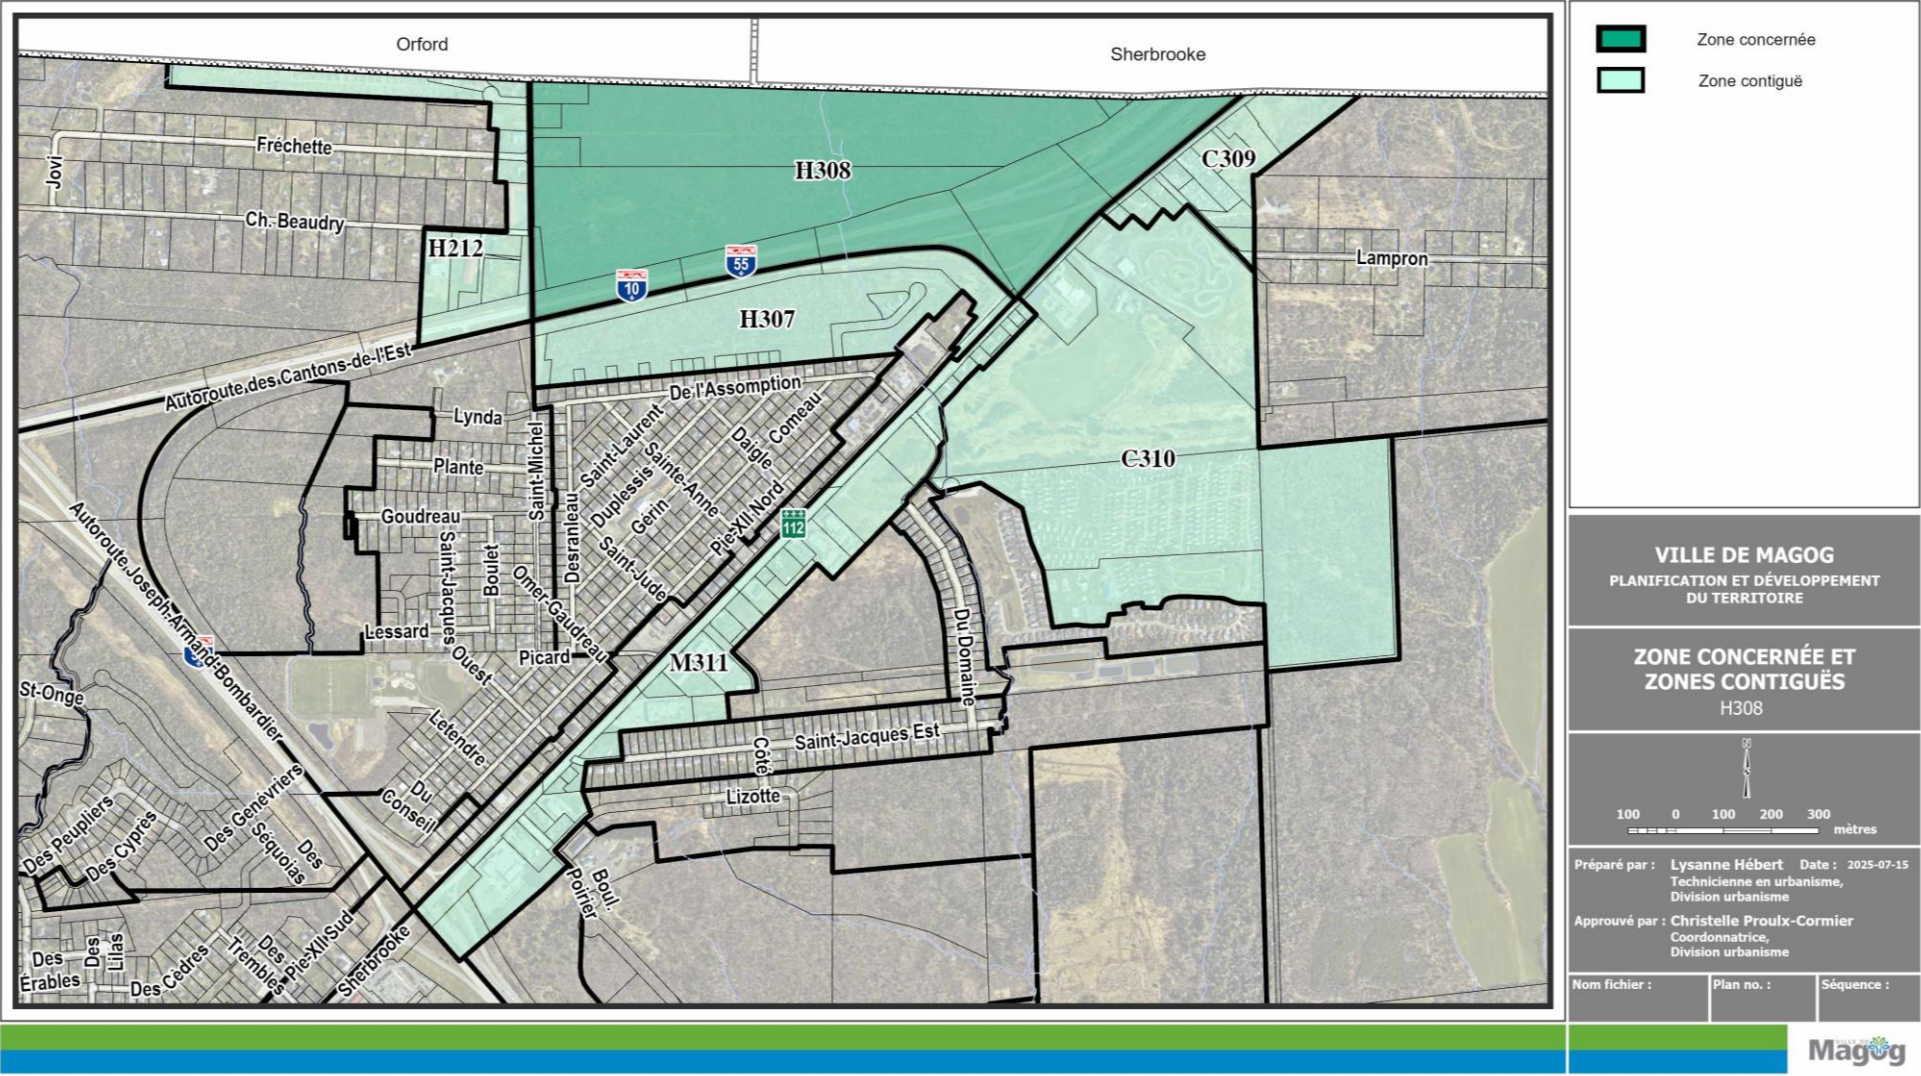 Orford
Sherbrooke
Zone concernée
Zone contiguë
Fréchette
Jovi
Ch. Beaudry
H308
C309
H212
Lampron
55
10
H307
Autoroute des Cantons-de-l'Est
De l'Assomption
Lynda
Saint-Michel
Saint-Laurent
Comeau
Daigle
Plante
Sainte-Anne
Duplessis
Gérin
C310
Goudreau
Desranleau
Pie-XII Nord
112
Saint-Jacques Ouest
Boulet
Saint-Jude
Omer-Gaudreau
Autoroute Joseph-Armand-Bombardier
Lessard
Picard
M311
Du Domaine
St-Onge
Letendre
Saint-Jacques Est
Côté
Lizotte
Du
Conseil
Des Genévriers
Des Peupliers
Des Cyprès
Des
Séquoias
Boul.
Poirier
Pie-XII Sud
Sherbrooke
Des
Trembles
Des Cèdres
Des
Lilas
Des
Érables
VILLE DE MAGOG
PLANIFICATION ET DÉVELOPPEMENT
DU TERRITOIRE
ZONE CONCERNÉE ET
ZONES CONTIGUËS
H308
N
100 0 100 200 300
mètres
Préparé par : Lysanne Hébert Date : 2025-07-15
Technicienne en urbanisme,
Division urbanisme
Approuvé par : Christelle Proulx-Cormier
Coordonnatrice,
Division urbanisme
Nom fichier : Plan no. : Séquence :
VILLE DE
Magog